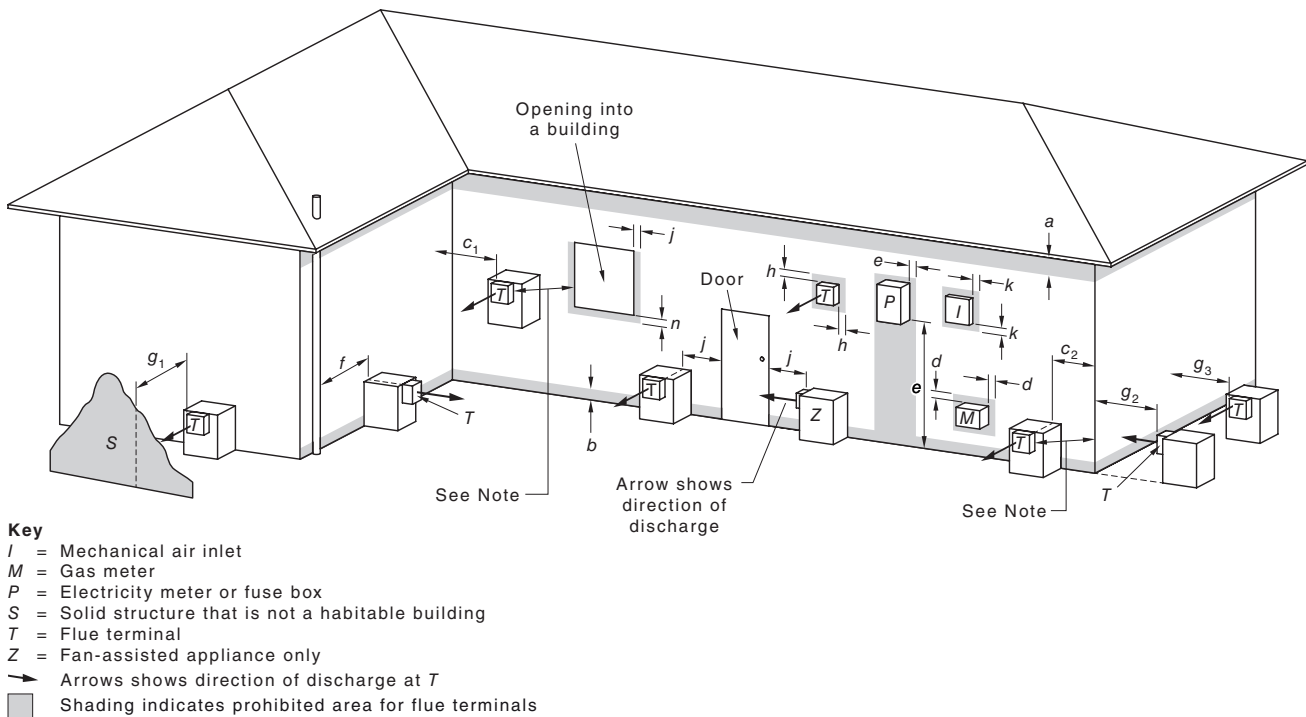 Opening into
a building
a
c1
j
e
h
k
Door
T
T
P
I
n
h
k
c2
g1
f
j
j
d
d
g3
e
g2
T
T
T
M
T
T
Z
T
S
b
T
See Note
Arrow shows
direction of
discharge
See Note
Key
I = Mechanical air inlet
M = Gas meter
P = Electricity meter or fuse box
S = Solid structure that is not a habitable building
T = Flue terminal
Z = Fan-assisted appliance only
Arrows shows direction of discharge at T
Shading indicates prohibited area for flue terminals